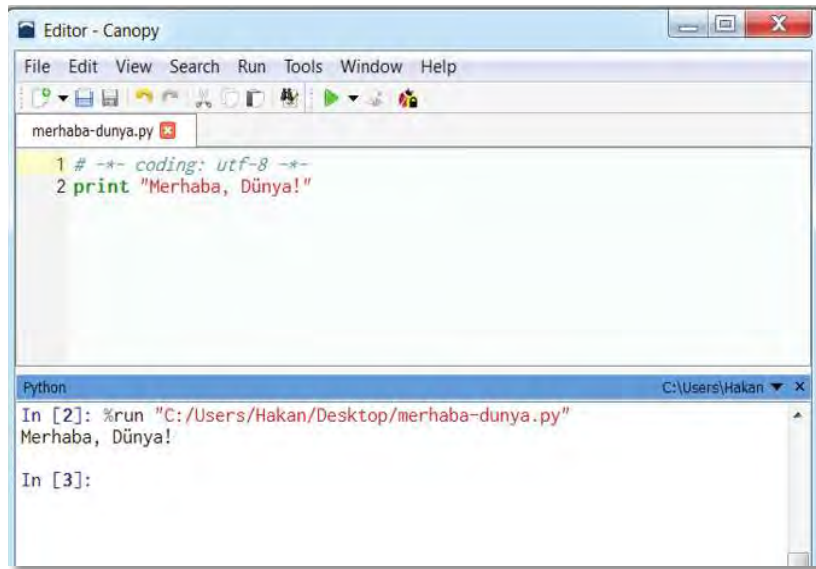 Editor - Canopy
File Edit View Search Run Tools Window Help
merhaba-dunya.py
1 # -*- coding: utf-8 -*-
2 print "Merhaba, Dünya!"
Python C:\Users\Hakan
In [2]: %run "C:/Users/Hakan/Desktop/merhaba-dunya.py"
Merhaba, Dünya!
In [3]: